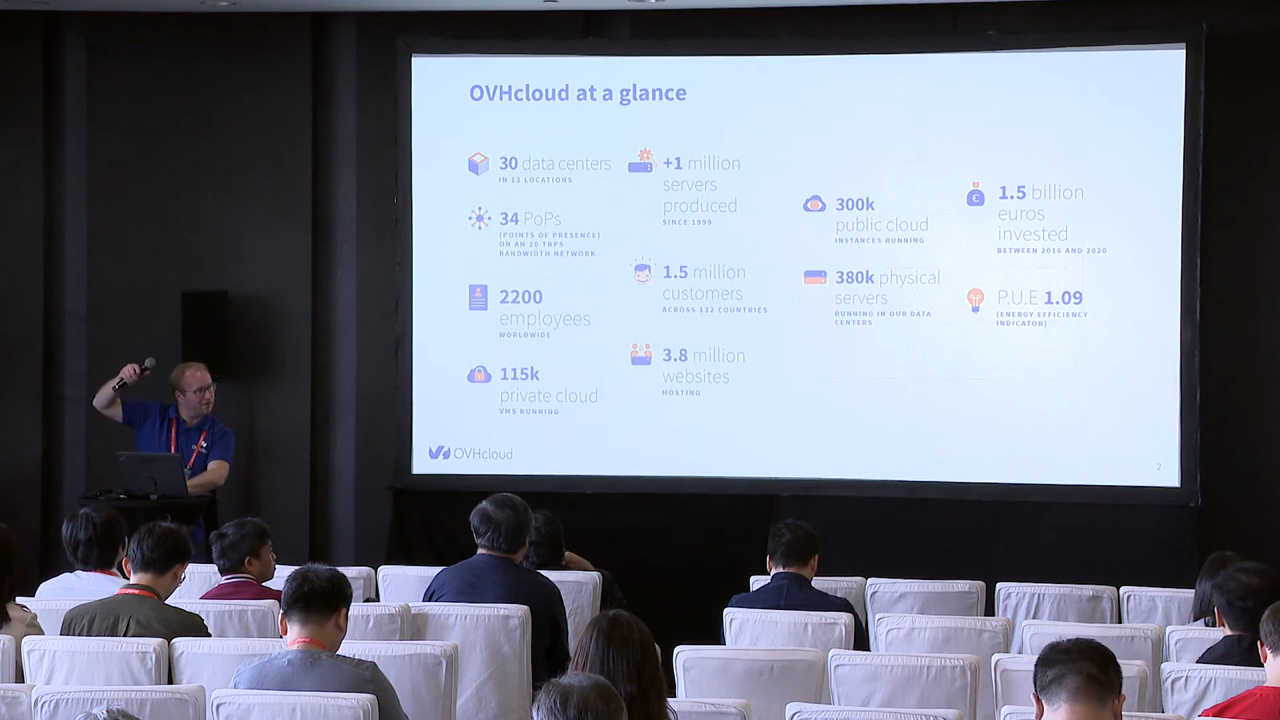 OVHcloud at a glance
30 data centers
IN 12 LOCATIONS
34 PoPs
(POINTS OF PRESENCE)
ON AN 20 TBPS
BANDWIDTH NETWORK
2200
employees
WORLDWIDE
115k
private cloud
VMS RUNNING
+1 million
servers
produced
SINCE 1999
1.5 million
customers
ACROSS 132 COUNTRIES
3.8 million
websites
HOSTING
300k
public cloud
INSTANCES RUNNING
380k physical
servers
RUNNING IN OUR DATA
CENTERS
1.5 billion
euros
invested
BETWEEN 2016 AND 2020
P.U.E 1.09
(ENERGY EFFICIENCY
INDICATOR)
OVHcloud
2